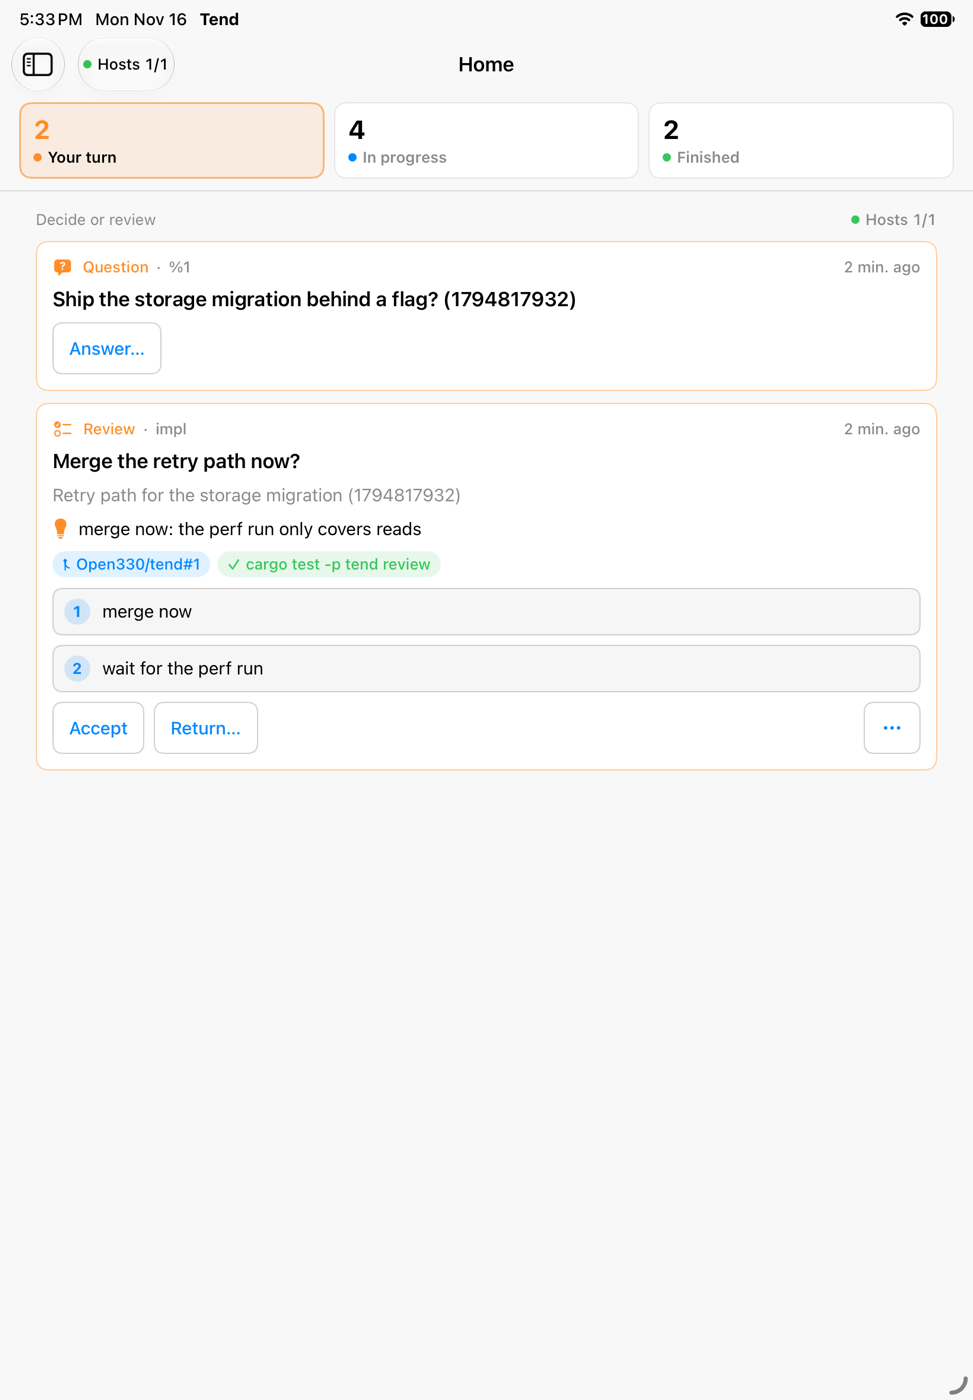 5:33 PM Mon Nov 16 Tend
100
Hosts 1/1
Home
2
Your turn
4
In progress
2
Finished
Decide or review
Hosts 1/1
Question · %1
2 min. ago
Ship the storage migration behind a flag? (1794817932)
Answer...
Review · impl
2 min. ago
Merge the retry path now?
Retry path for the storage migration (1794817932)
merge now: the perf run only covers reads
Open330/tend#1
✓ cargo test -p tend review
1 merge now
2 wait for the perf run
Accept
Return...
...